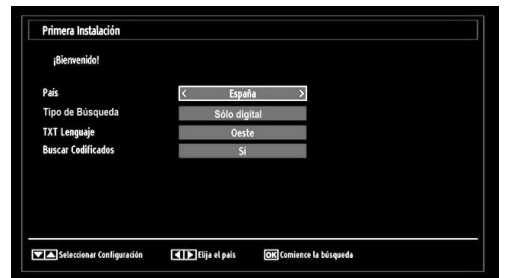 Primera Instalación
¡Bienvenido!
País < España >
Tipo de Búsqueda Sólo digital
TXT Lenguaje Oeste
Buscar Codificados Sí
Seleccionar Configuración Elija el país OK Comience la búsqueda